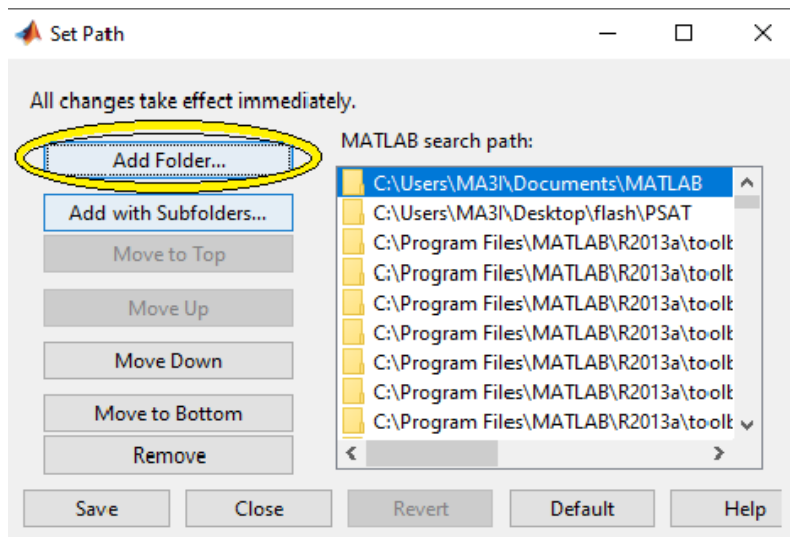 Set Path
All changes take effect immediately.
Add Folder...
Add with Subfolders...
Move to Top
Move Up
Move Down
Move to Bottom
Remove
MATLAB search path:
C:\Users\MA3I\Documents\MATLAB
C:\Users\MA3I\Desktop\flash\PSAT
C:\Program Files\MATLAB\R2013a\toolb
C:\Program Files\MATLAB\R2013a\toolb
C:\Program Files\MATLAB\R2013a\toolb
C:\Program Files\MATLAB\R2013a\toolb
C:\Program Files\MATLAB\R2013a\toolb
C:\Program Files\MATLAB\R2013a\toolb
C:\Program Files\MATLAB\R2013a\toolb
Save Close Revert Default Help